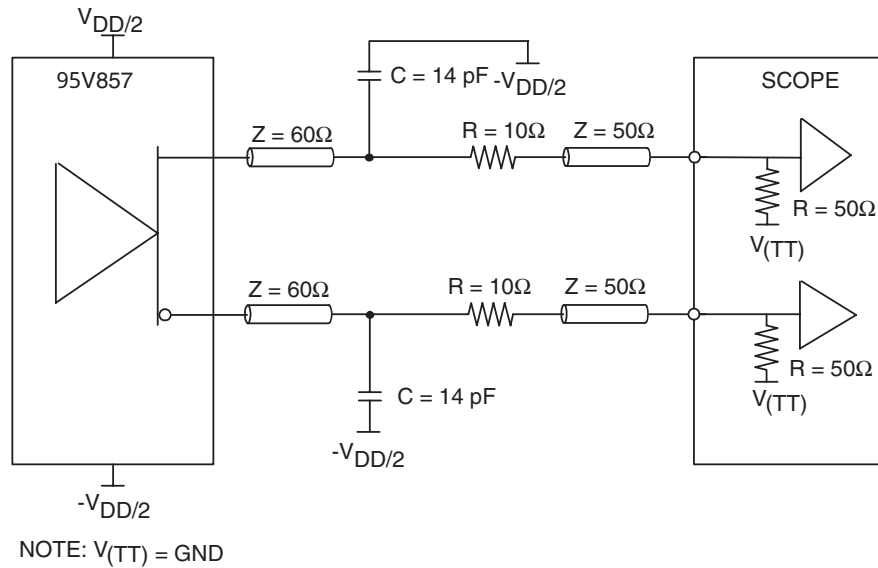 VDD/2
95V857
C = 14 pF
-VDD/2
SCOPE
Z = 60Ω
R = 10Ω
Z = 50Ω
R = 50Ω
V(TT)
Z = 60Ω
R = 10Ω
Z = 50Ω
R = 50Ω
V(TT)
C = 14 pF
-VDD/2
-VDD/2
NOTE: V(TT) = GND